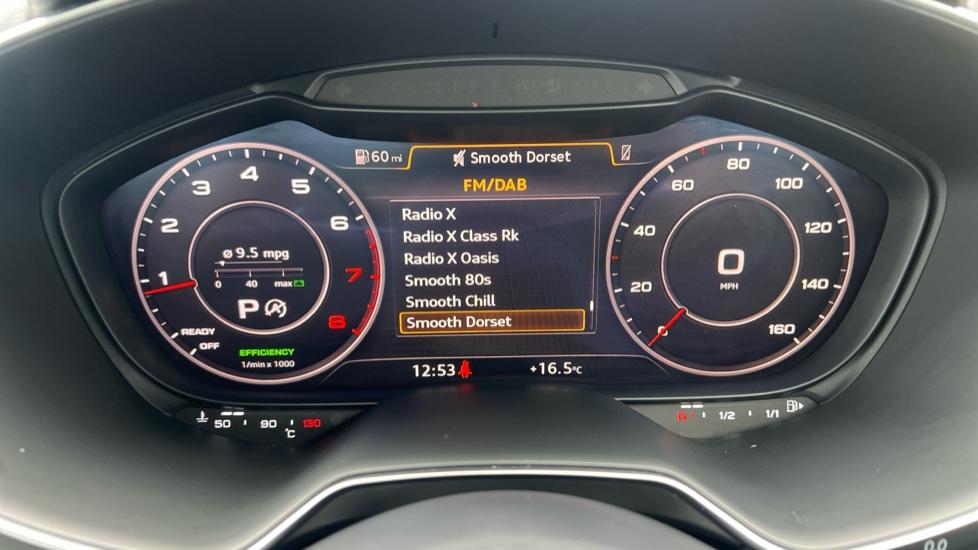 60 mi
Smooth Dorset
FM/DAB
Radio X
Radio X Class Rk
Radio X Oasis
Smooth 80s
Smooth Chill
Smooth Dorset
12:53
+16.5°C
1
2
3
4
5
6
7
8
ø 9.5 mpg
0 40 max
P
READY
OFF
EFFICIENCY
1/min x 1000
20
40
60
80
100
120
140
160
0
MPH
50 90 130
°C
1/2 1/1